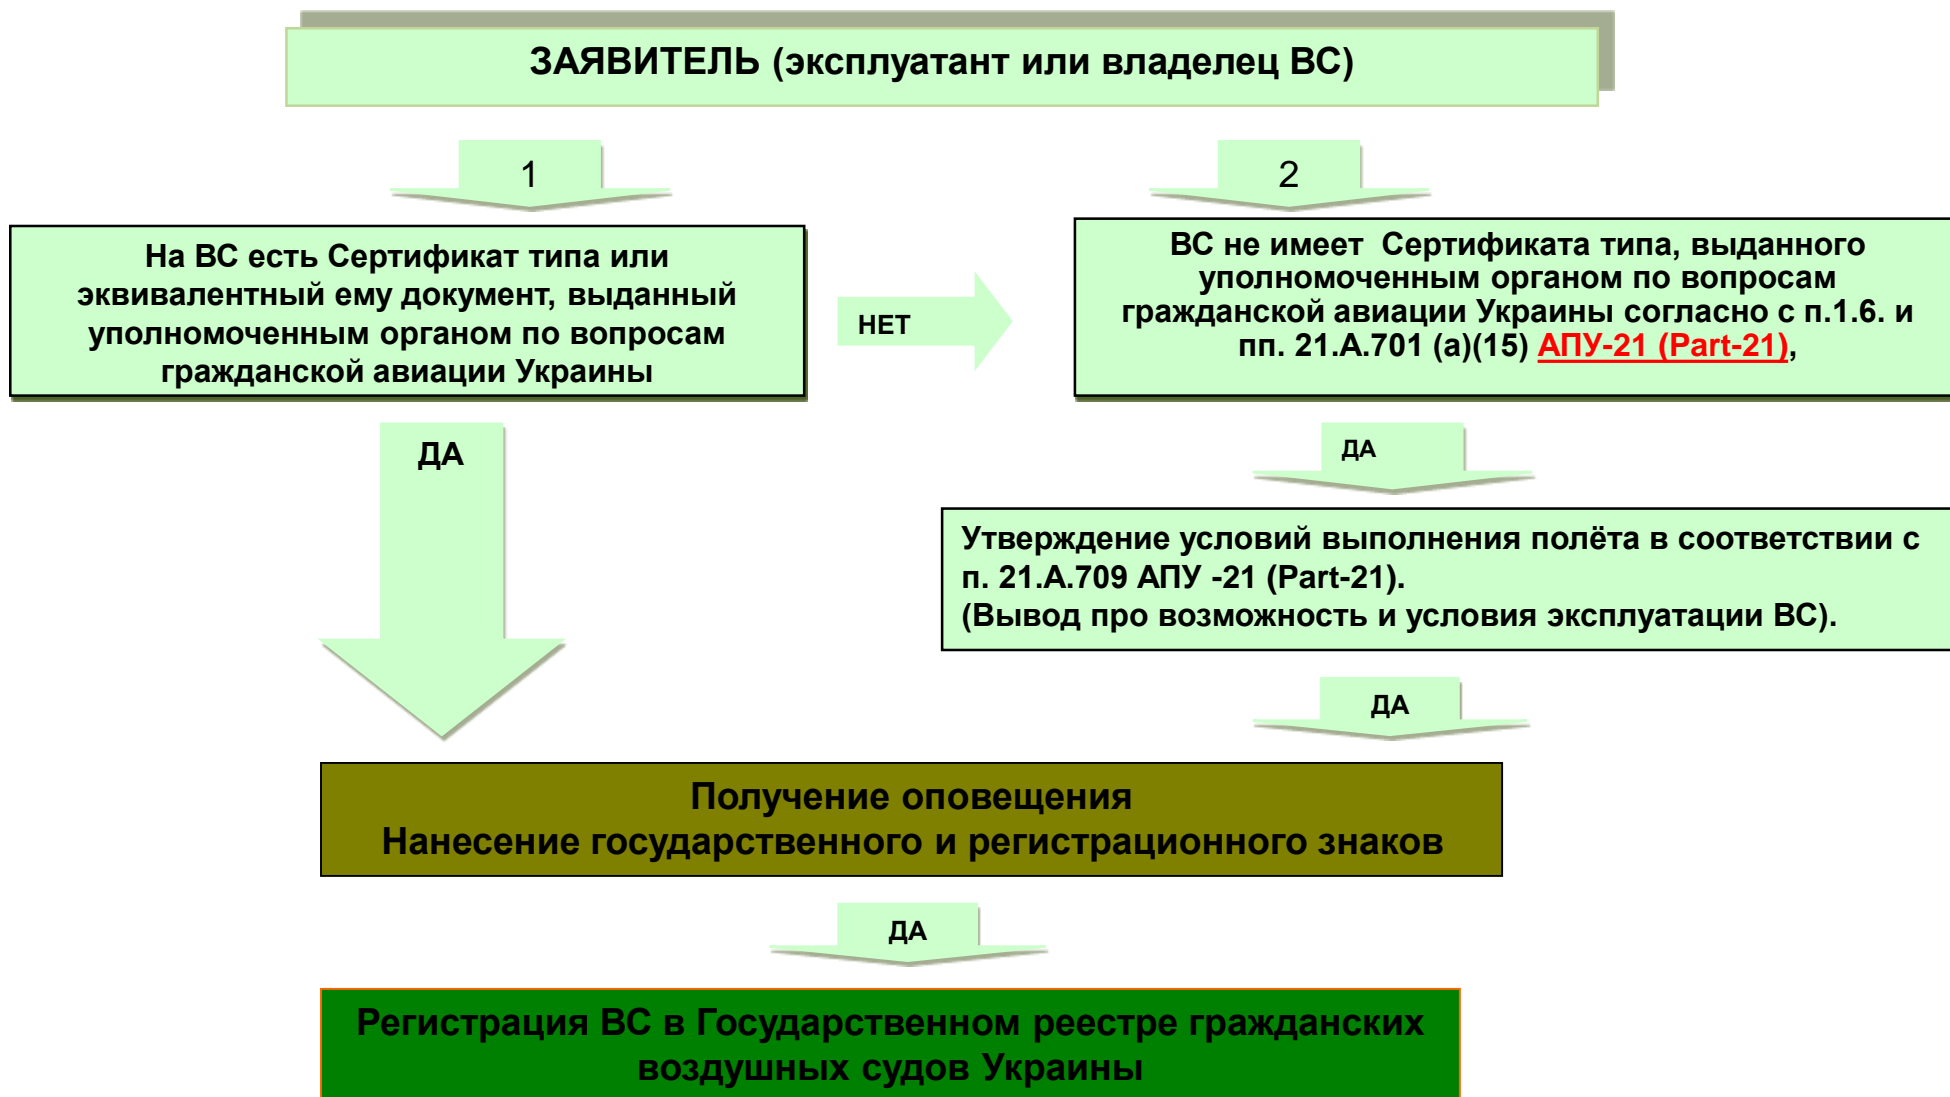 ЗАЯВИТЕЛЬ (эксплуатант или владелец ВС)
1
2
На ВС есть Сертификат типа или
эквивалентный ему документ, выданный
уполномоченным органом по вопросам
гражданской авиации Украины
НЕТ
ВС не имеет Сертификата типа, выданного
уполномоченным органом по вопросам
гражданской авиации Украины согласно с п.1.6. и
пп. 21.А.701 (а)(15) АПУ-21 (Part-21),
ДА
ДА
Утверждение условий выполнения полёта в соответствии с
п. 21.А.709 АПУ -21 (Part-21).
(Вывод про возможность и условия эксплуатации ВС).
ДА
Получение оповещения
Нанесение государственного и регистрационного знаков
ДА
Регистрация ВС в Государственном реестре гражданских
воздушных судов Украины